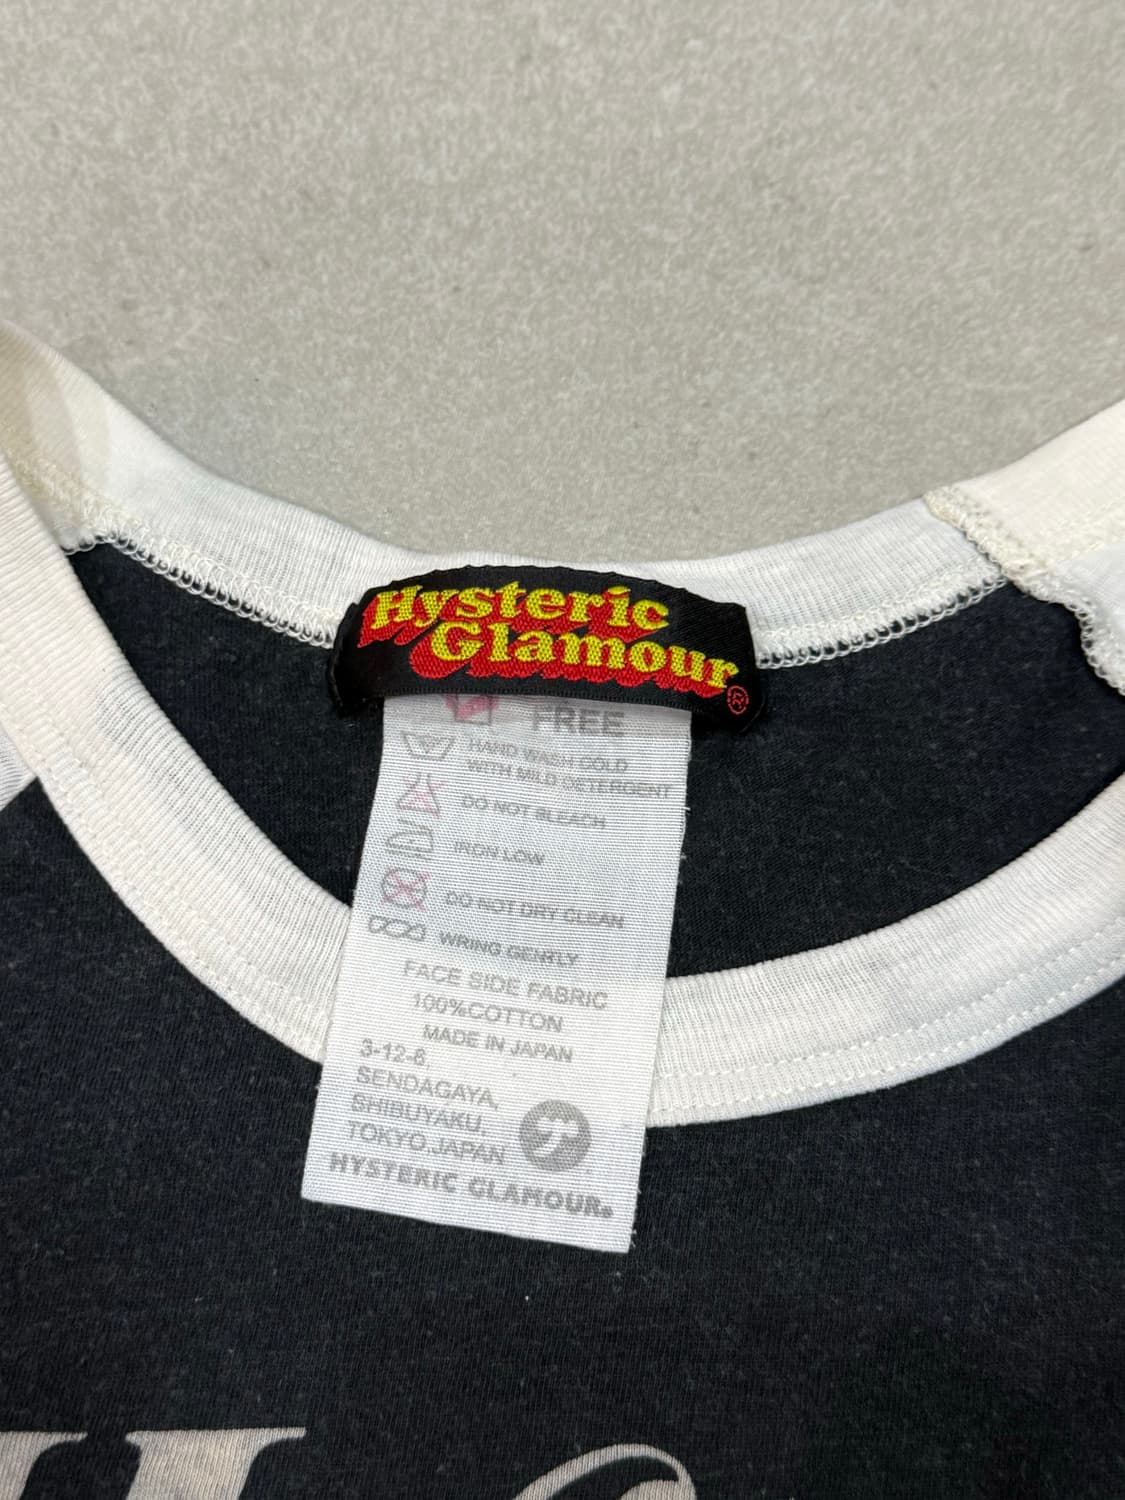 Hysteric
Glamour®
FREE
HAND WASH COLD
WITH MILD DETERGENT
DO NOT BLEACH
IRON LOW
DO NOT DRY CLEAN
WRING GENRLY
FACE SIDE FABRIC
100%COTTON
MADE IN JAPAN
3-12-6,
SENDAGAYA,
SHIBUYAKU,
TOKYO.JAPAN
HYSTERIC GLAMOUR®